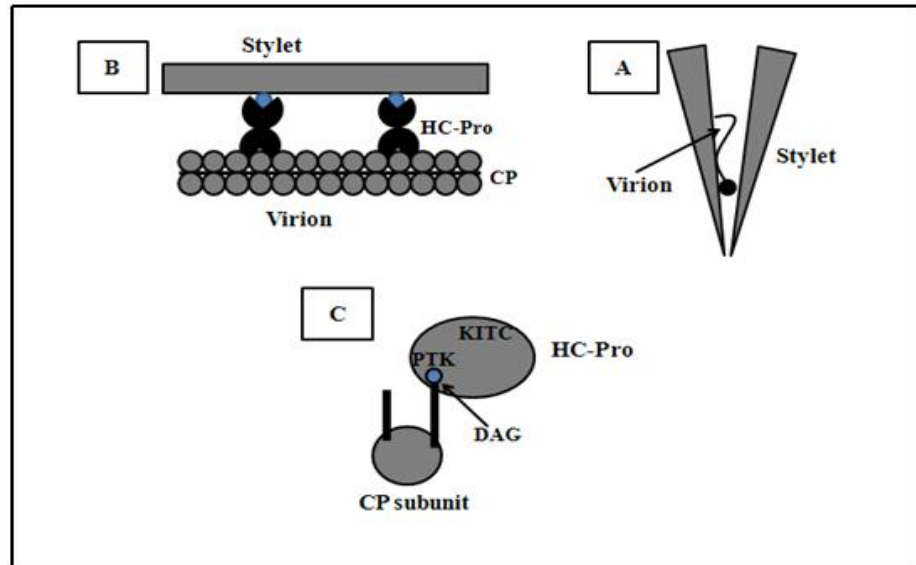 B
Stylet
HC-Pro
CP
Virion
A
Stylet
Virion
C
KITC
HC-Pro
PTK
DAG
CP subunit